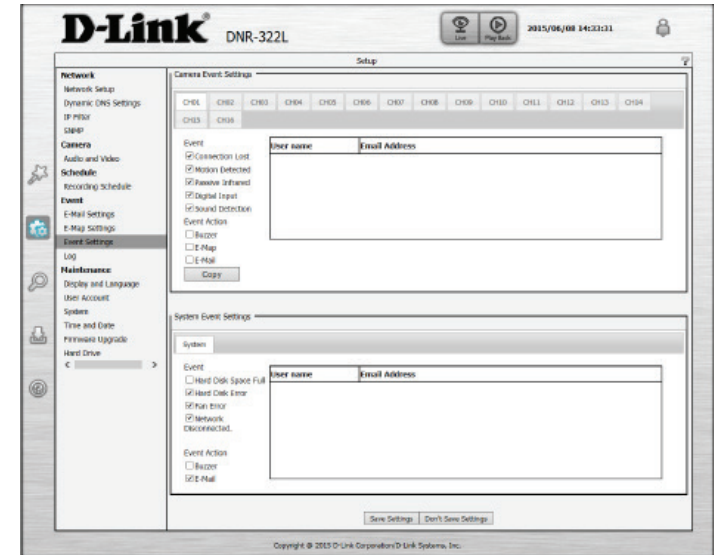 D-Link
DNR-322L
Live
Play Back
2015/06/08 14:33:31
Setup
?
Network
Network Setup
Dynamic DNS Settings
IP Filter
SNMP
Camera
Audio and Video
Schedule
Recording Schedule
Event
E-Mail Settings
E-Map Settings
Event Settings
Log
Maintenance
Display and Language
User Account
System
Time and Date
Firmware Upgrade
Hard Drive
Camera Event Settings
CH01 CH02 CH03 CH04 CH05 CH06 CH07 CH08 CH09 CH10 CH11 CH12 CH13 CH14
CH15 CH16
Event
Connection Lost
Motion Detected
Passive Infrared
Digital Input
Sound Detection
Event Action
Buzzer
E-Map
E-Mail
Copy
User name Email Address
System Event Settings
System
Event
Hard Disk Space Full
Hard Disk Error
Fan Error
Network
Disconnected.
Event Action
Buzzer
E-Mail
User name Email Address
Save Settings Don't Save Settings
Copyright @ 2015 D-Link Corporation/D-Link Systems, Inc.